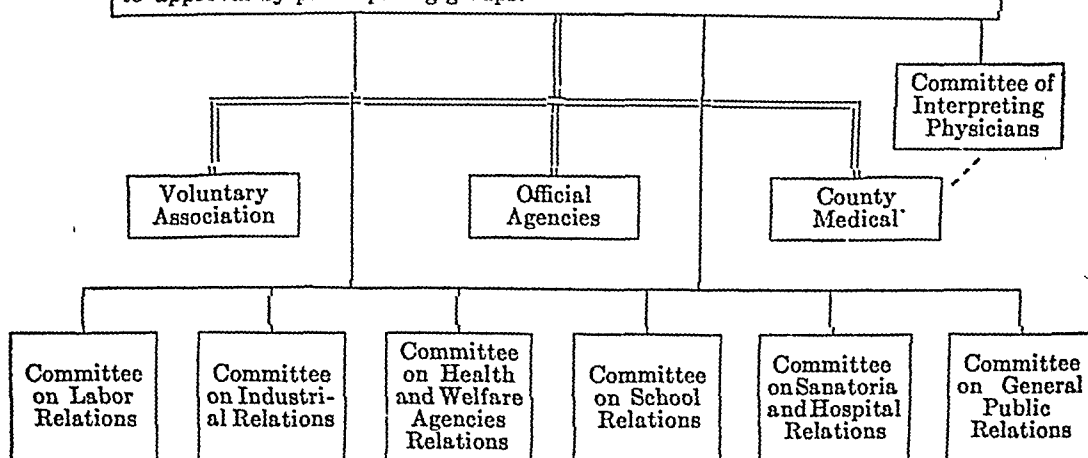 Committee of
Interpreting
Physicians
Voluntary
Association
Official
Agencies
County
Medical
Committee
on Labor
Relations
Committee
on Industri-
al Relations
Committee
on Health
and Welfare
Agencies
Relations
Committee
on School
Relations
Committee
on Sanatoria
and Hospital
Relations
Committee
on General
Public
Relations